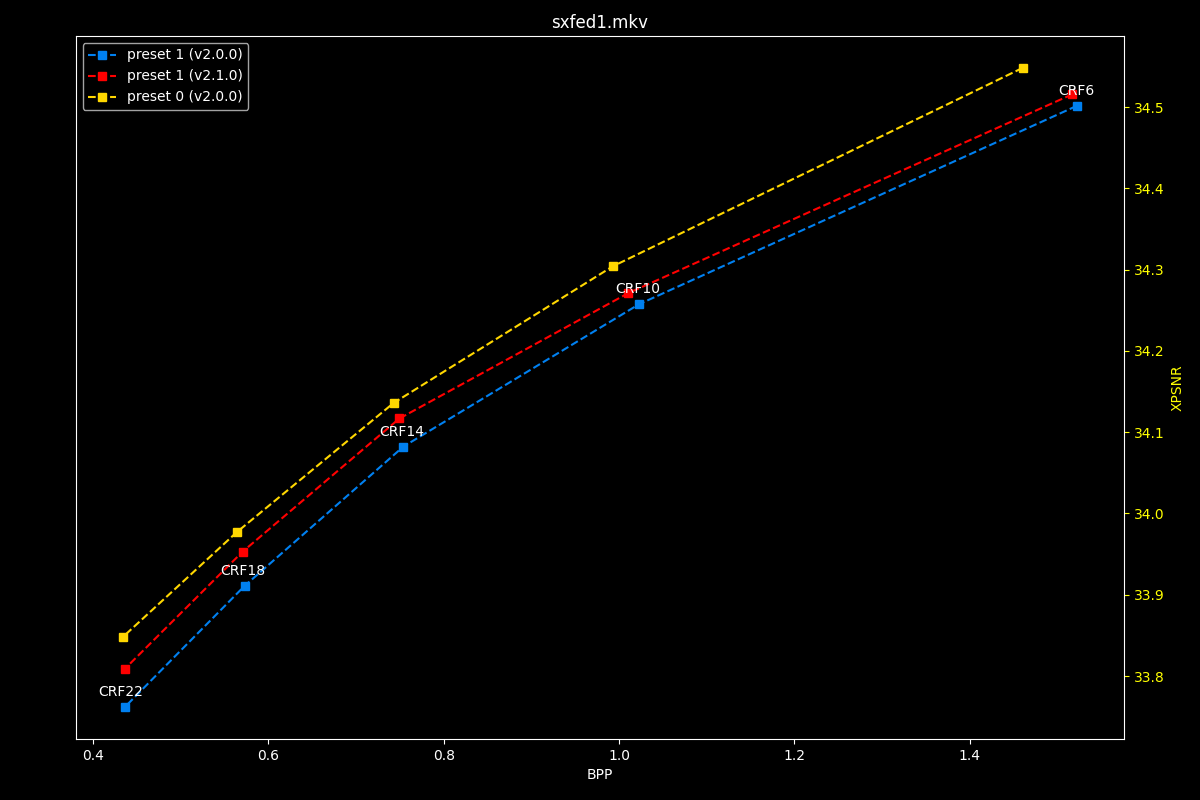 sxfed1.mkv
preset 1 (v2.0.0)
preset 1 (v2.1.0)
preset 0 (v2.0.0)
CRF6
CRF10
CRF14
CRF18
CRF22
34.5
34.4
34.3
34.2
34.1
34.0
33.9
33.8
XPSNR
0.4 0.6 0.8 1.0 1.2 1.4
BPP